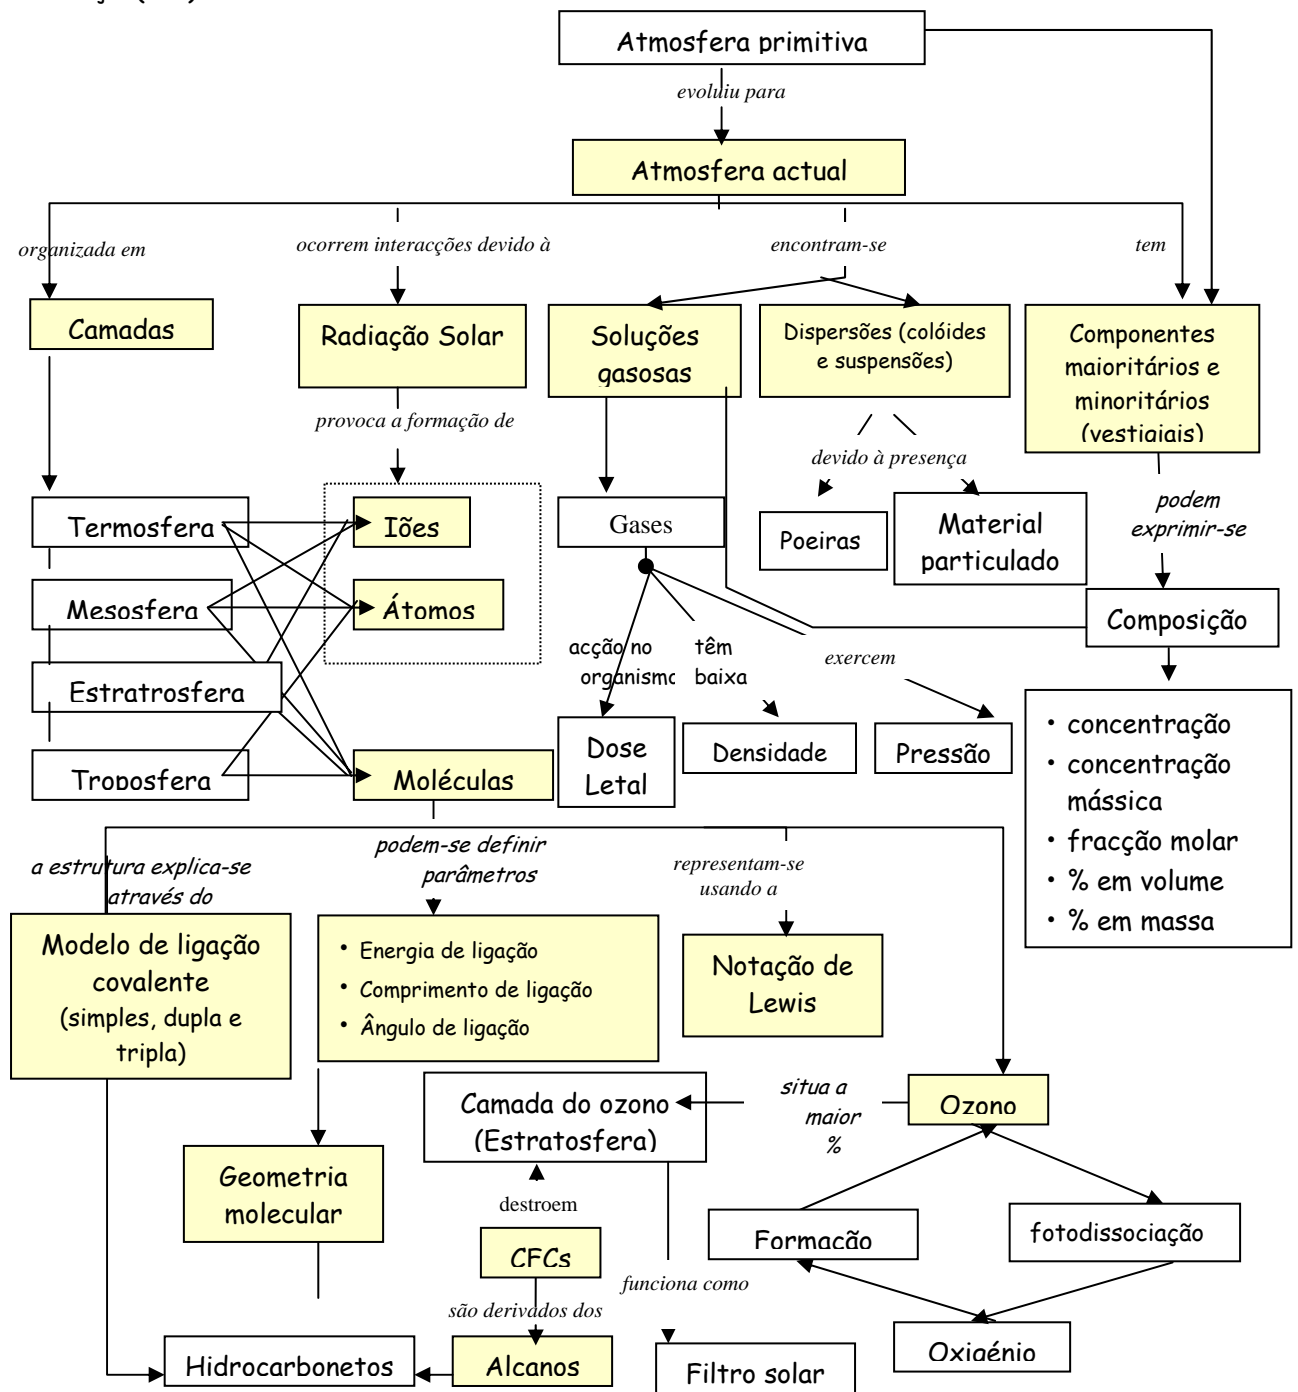 Atmosfera primitiva
evoluiu para
Atmosfera actual
organizada em
ocorrem interacções devido à
encontram-se
tem
Camadas
Radiação Solar
Soluções
gasosas
Dispersões (colóides
e suspensões)
Componentes
maioritários e
minoritários
(vestigiais)
provoca a formação de
devido à presença
podem
exprimir-se
Termosfera
Iões
Gases
Poeiras
Material
particulado
Mesosfera
Átomos
Composição
Estratrosfera
acção no
organismo
têm
baixa
exercem
Troposfera
Moléculas
Dose
Letal
Densidade
Pressão
• concentração
• concentração
mássica
• fracção molar
• % em volume
• % em massa
a estrutura explica-se
através do
podem-se definir
parâmetros
representam-se
usando a
Modelo de ligação
covalente
(simples, dupla e
tripla)
• Energia de ligação
• Comprimento de ligação
• Ângulo de ligação
Notação de
Lewis
Camada do ozono
(Estratosfera)
situa a
maior
%
Ozono
Geometria
molecular
destroem
CFCs
Formação
fotodissociação
funciona como
são derivados dos
Hidrocarbonetos
Alcanos
Filtro solar
Oxigénio